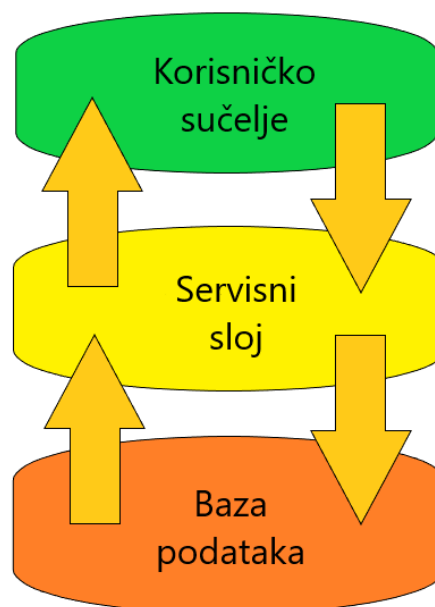 Korisničko
sučelje
Servisni
sloj
Baza
podataka